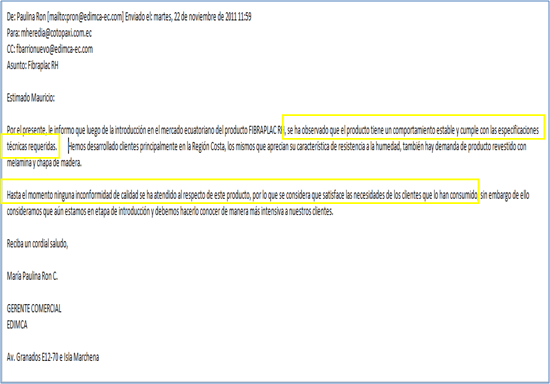 De: Paulina Ron [mailto:pron@edimca-ec.com] Enviado el: martes, 22 de noviembre de 2011 11:59
Para: mheredia@cotopaxi.com.ec
CC: fbarrionuevo@edimca-ec.com
Asunto: Fibraplac RH
Estimado Mauricio:
Por el presente, le informo que luego de la introducción en el mercado ecuatoriano del producto FIBRAPLAC RH, se ha observado que el producto tiene un comportamiento estable y cumple con las especificaciones
técnicas requeridas. Hemos desarrollado clientes principalmente en la Región Costa, los mismos que aprecian su característica de resistencia a la humedad, también hay demanda de producto revestido con
melamina y chapa de madera.
Hasta el momento ninguna inconformidad de calidad se ha atendido al respecto de este producto, por lo que se considera que satisface las necesidades de los clientes que lo han consumido, sin embargo de ello
consideramos que aún estamos en etapa de introducción y debemos hacerlo conocer de manera más intensiva a nuestros clientes.
Reciba un cordial saludo,
María Paulina Ron C.
GERENTE COMERCIAL
EDIMCA
Av. Granados E12-70 e Isla Marchena